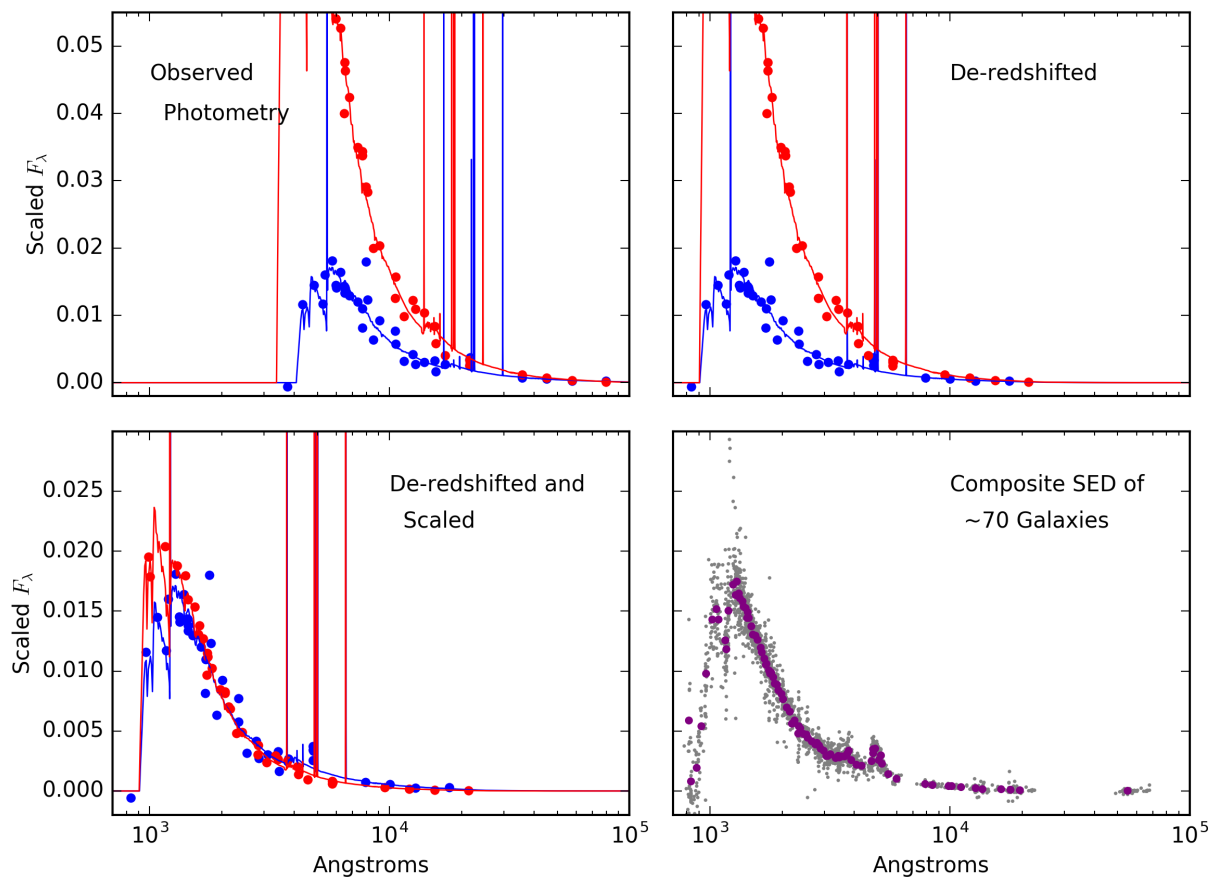 0.05
0.04
0.03
0.02
0.01
0.00
Scaled Fλ
Observed
Photometry
De-redshifted
0.025
0.020
0.015
0.010
0.005
0.000
Scaled Fλ
De-redshifted and
Scaled
Composite SED of
~70 Galaxies
10³
10⁴
10⁵
Angstroms
10³
10⁴
10⁵
Angstroms